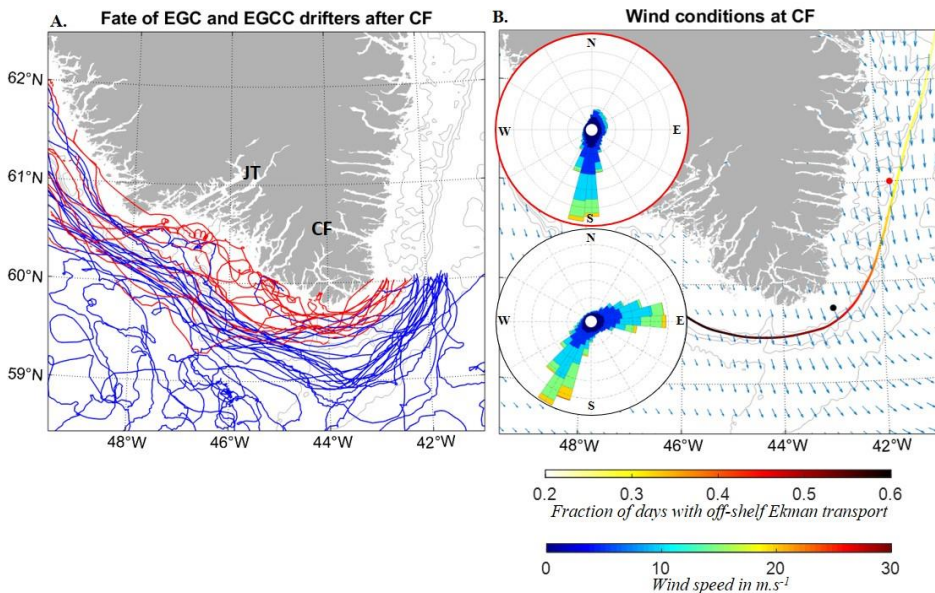 A. Fate of EGC and EGCC drifters after CF
62°N
61°N
60°N
59°N
JT
CF
48°W 46°W 44°W 42°W
B. Wind conditions at CF
N
W E
S
N
W E
S
48°W 46°W 44°W 42°W
0.2 0.3 0.4 0.5 0.6
Fraction of days with off-shelf Ekman transport
0 10 20 30
Wind speed in m.s-1